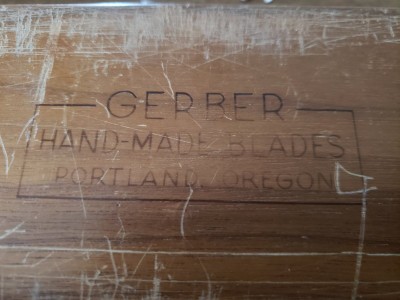 GERBER
HAND-MADE BLADES
PORTLAND, OREGON